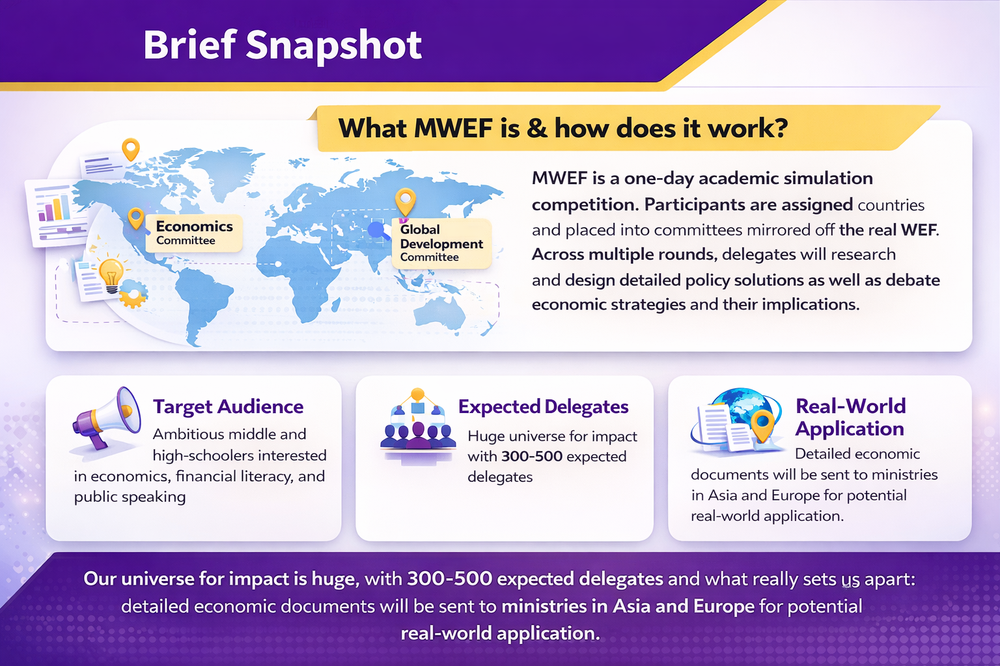 Brief Snapshot
What MWEF is & how does it work?
Economics
Committee
Global
Development
Committee
MWEF is a one-day academic simulation
competition. Participants are assigned countries
and placed into committees mirrored off the real WEF.
Across multiple rounds, delegates will research
and design detailed policy solutions as well as debate
economic strategies and their implications.
Target Audience
Ambitious middle and
high-schoolers interested
in economics, financial literacy, and
public speaking
Expected Delegates
Huge universe for impact
with 300-500 expected
delegates
Real-World
Application
Detailed economic
documents will be sent to ministries
in Asia and Europe for potential
real-world application.
Our universe for impact is huge, with 300-500 expected delegates and what really sets us apart:
detailed economic documents will be sent to ministries in Asia and Europe for potential
real-world application.